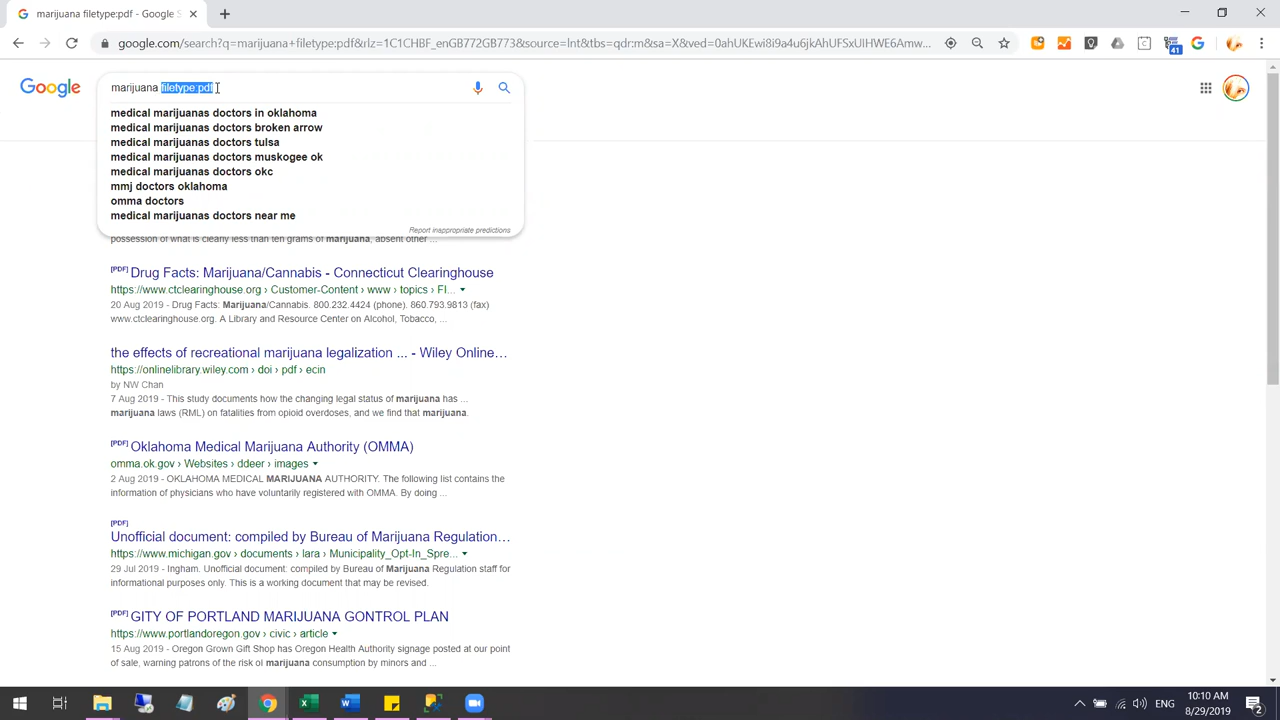 marijuana filetype:pdf - Google S
google.com/search?q=marijuana+filetype:pdf&rlz=1C1CHBF_enGB772GB773&source=lnt&tbs=qdr:m&sa=X&ved=0ahUKEwi8i9a4u6jkAhUFSxUIHWE6Amw...
41
Google
marijuana filetype:pdf
medical marijuanas doctors in oklahoma
medical marijuanas doctors broken arrow
medical marijuanas doctors tulsa
medical marijuanas doctors muskogee ok
medical marijuanas doctors okc
mmj doctors oklahoma
omma doctors
medical marijuanas doctors near me
Report inappropriate predictions
possession of what is clearly less than ten grams of marijuana, absent other ...
[PDF] Drug Facts: Marijuana/Cannabis - Connecticut Clearinghouse
https://www.ctclearinghouse.org › Customer-Content › www › topics › FI...
20 Aug 2019 - Drug Facts: Marijuana/Cannabis. 800.232.4424 (phone). 860.793.9813 (fax)
www.ctclearinghouse.org. A Library and Resource Center on Alcohol, Tobacco, ...
the effects of recreational marijuana legalization ... - Wiley Online...
https://onlinelibrary.wiley.com › doi › pdf › ecin
by NW Chan
7 Aug 2019 - This study documents how the changing legal status of marijuana has ...
marijuana laws (RML) on fatalities from opioid overdoses, and we find that marijuana.
[PDF] Oklahoma Medical Marijuana Authority (OMMA)
omma.ok.gov › Websites › ddeer › images
2 Aug 2019 - OKLAHOMA MEDICAL MARIJUANA AUTHORITY. The following list contains the
information of physicians who have voluntarily registered with OMMA. By doing ...
[PDF]
Unofficial document: compiled by Bureau of Marijuana Regulation...
https://www.michigan.gov › documents › lara › Municipality_Opt-In_Spre...
29 Jul 2019 - Ingham. Unofficial document: compiled by Bureau of Marijuana Regulation staff for
informational purposes only. This is a working document that may be revised.
[PDF] GITY OF PORTLAND MARIJUANA GONTROL PLAN
https://www.portlandoregon.gov › civic › article
15 Aug 2019 - Oregon Grown Gift Shop has Oregon Health Authority signage posted at our point
of sale, warning patrons of the risk ol marijuana consumption by minors and ...
ENG
10:10 AM
8/29/2019
2